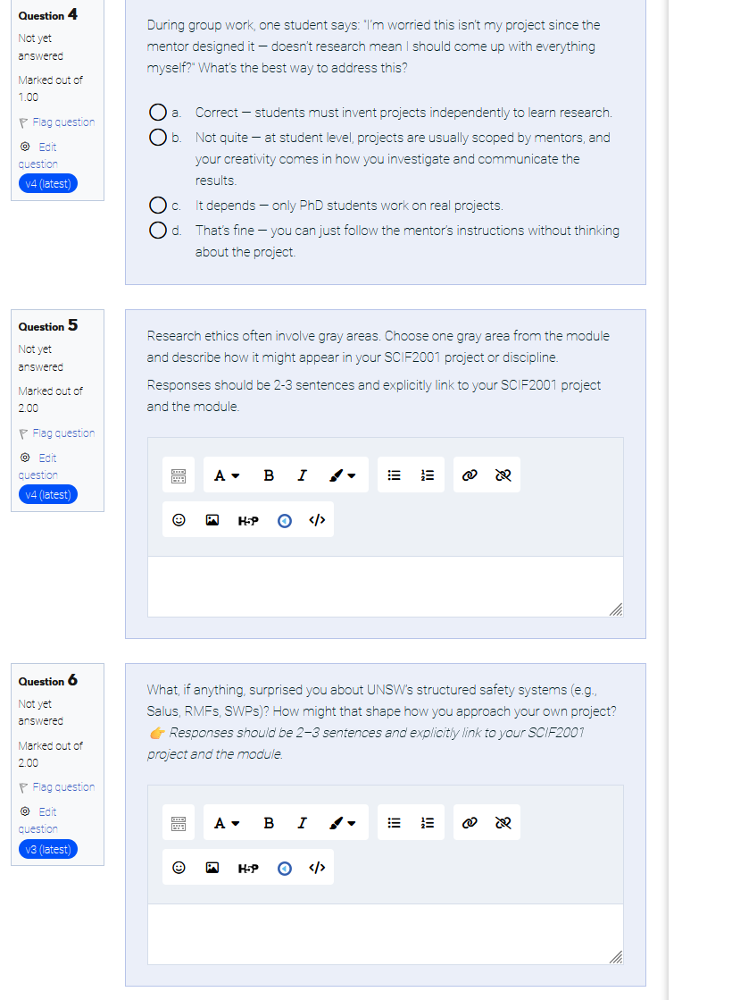 Question 4
Not yet
answered
Marked out of
1.00
Flag question
Edit
question
v4 (latest)
During group work, one student says: "I'm worried this isn't my project since the
mentor designed it — doesn't research mean I should come up with everything
myself?" What's the best way to address this?
a. Correct — students must invent projects independently to learn research.
b. Not quite — at student level, projects are usually scoped by mentors, and
your creativity comes in how you investigate and communicate the
results.
c. It depends — only PhD students work on real projects.
d. That's fine — you can just follow the mentor's instructions without thinking
about the project.
Question 5
Not yet
answered
Marked out of
2.00
Flag question
Edit
question
v4 (latest)
Research ethics often involve gray areas. Choose one gray area from the module
and describe how it might appear in your SCIF2001 project or discipline.
Responses should be 2-3 sentences and explicitly link to your SCIF2001 project
and the module.
A B I
H5P </>
Question 6
Not yet
answered
Marked out of
2.00
Flag question
Edit
question
v3 (latest)
What, if anything, surprised you about UNSW's structured safety systems (e.g.,
Salus, RMFs, SWPs)? How might that shape how you approach your own project?
👉 Responses should be 2–3 sentences and explicitly link to your SCIF2001
project and the module.
A B I
H5P </>